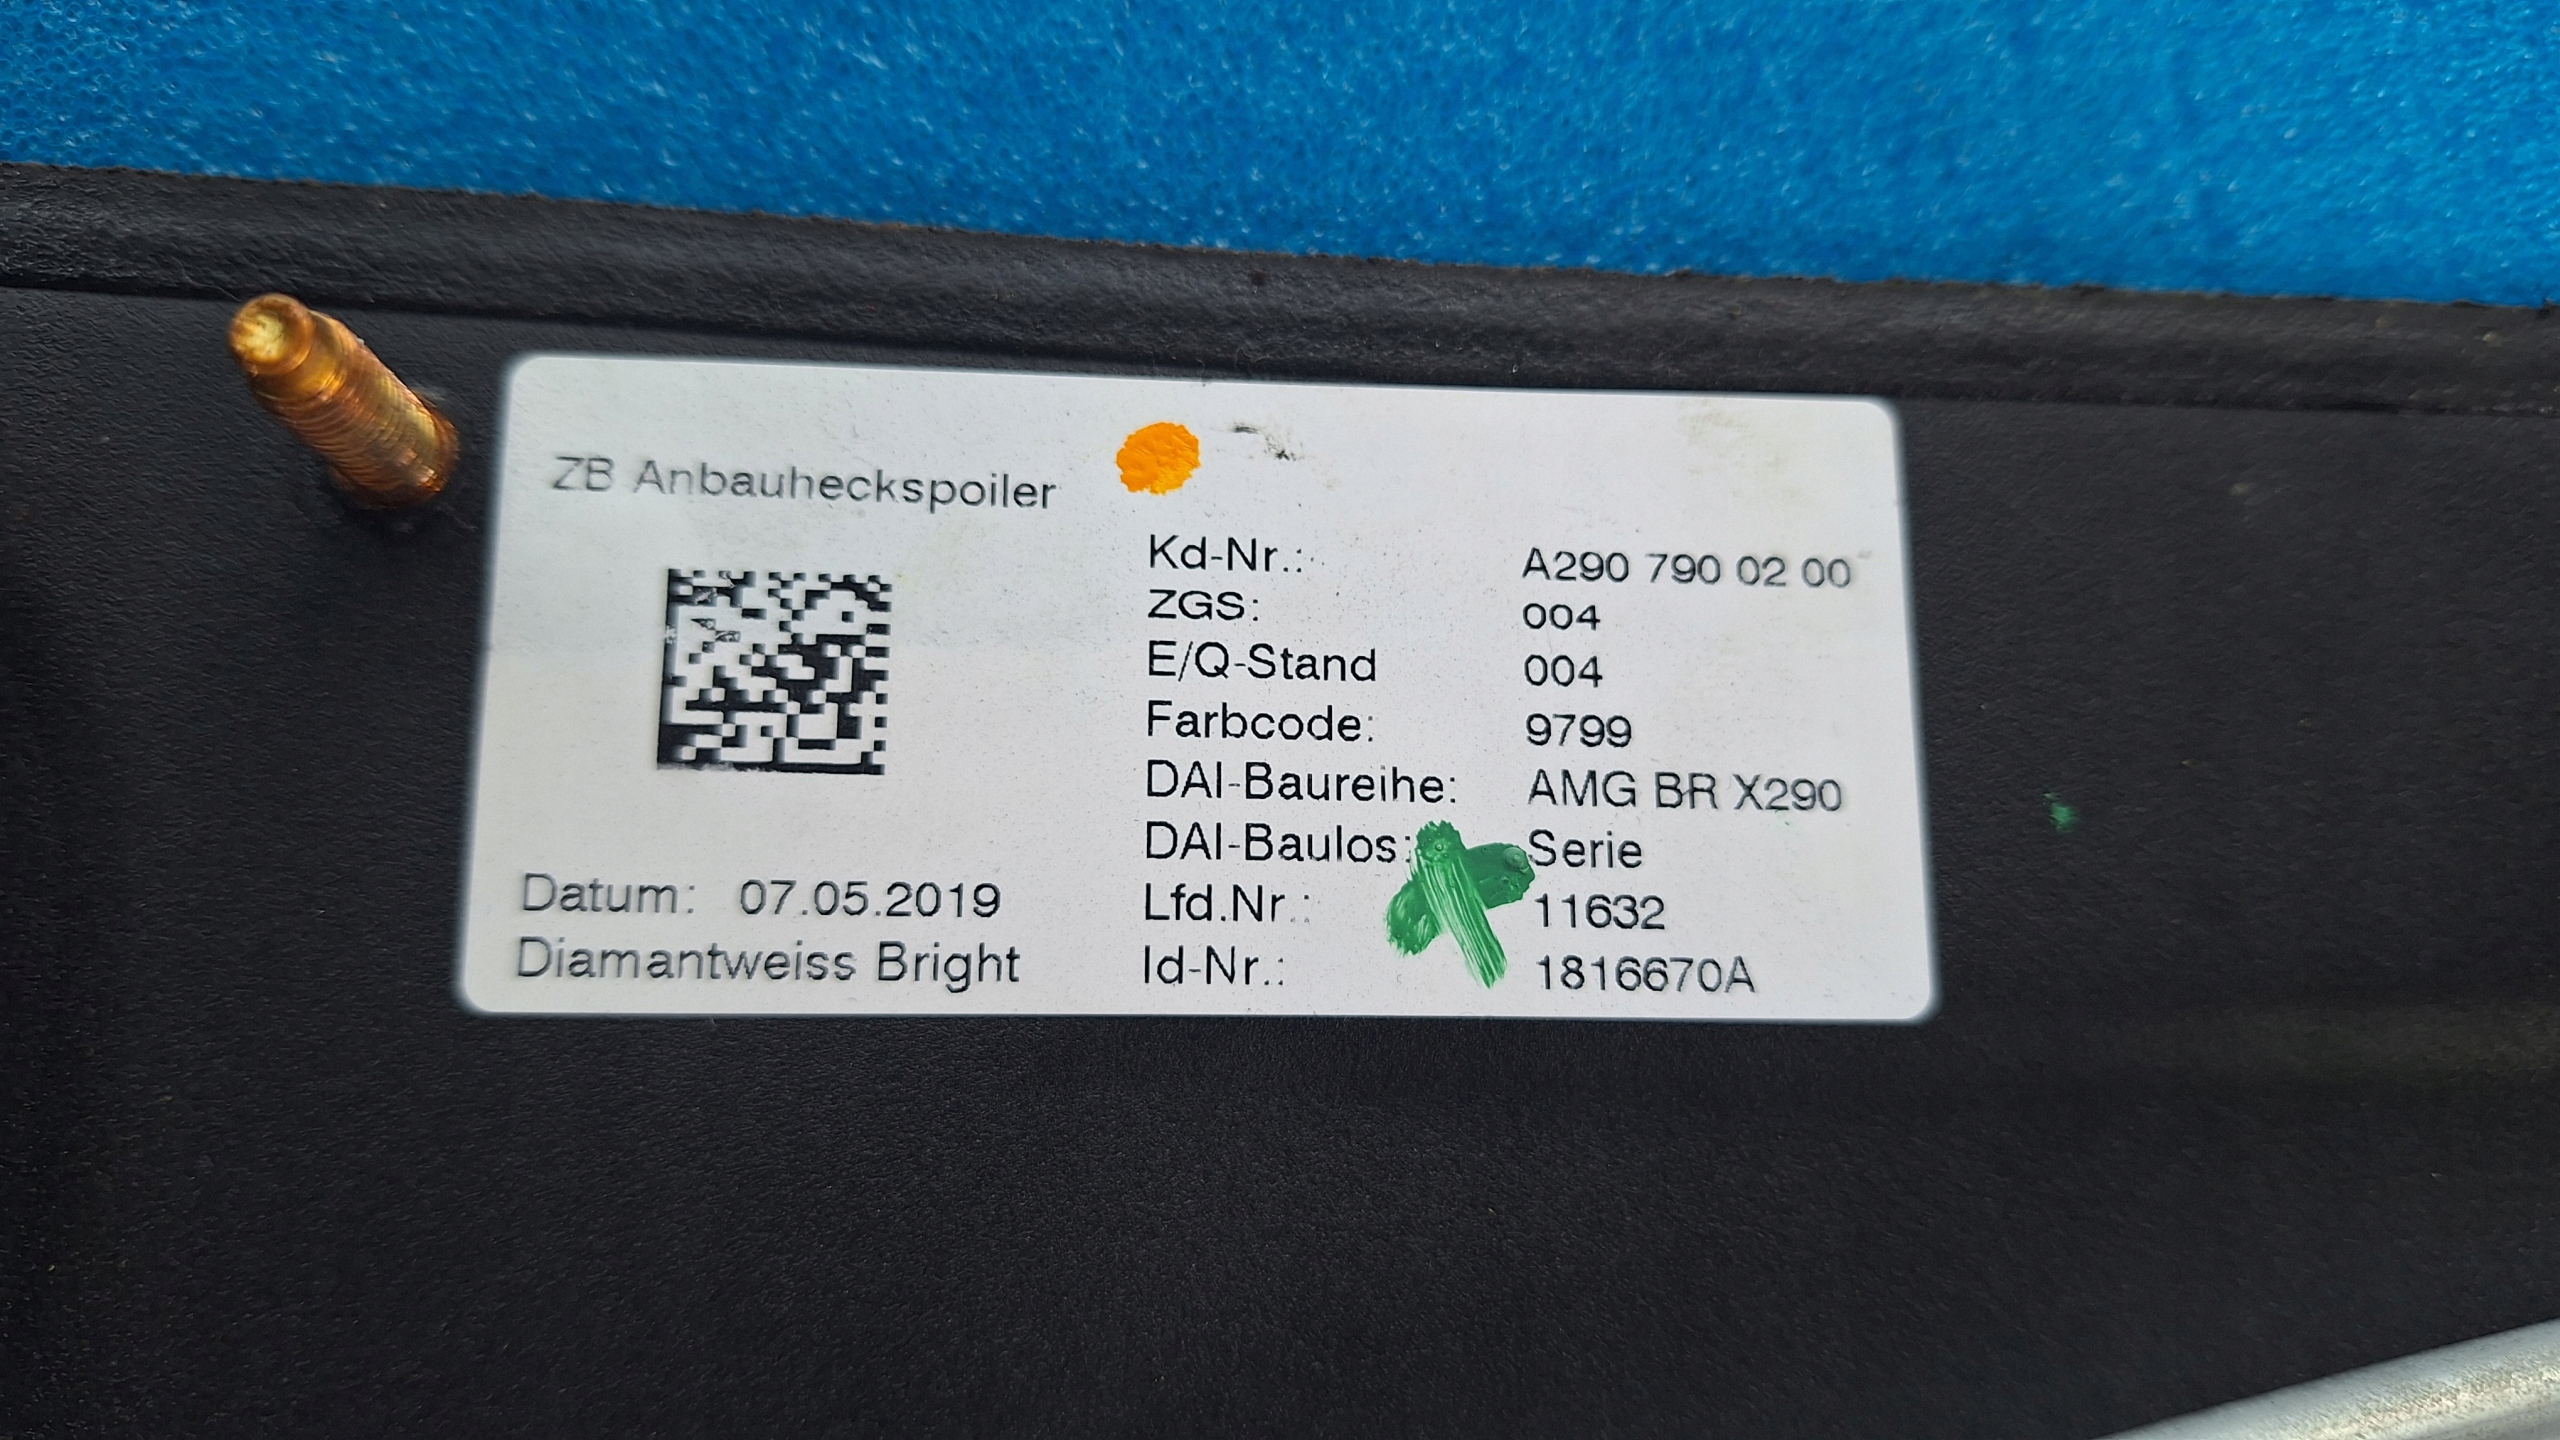 ZB Anbauheckspoiler
Kd-Nr.: A290 790 02 00
ZGS: 004
E/Q-Stand 004
Farbcode: 9799
DAI-Baureihe: AMG BR X290
DAI-Baulos: Serie
Lfd.Nr.: 11632
Id-Nr.: 1816670A
Datum: 07.05.2019
Diamantweiss Bright